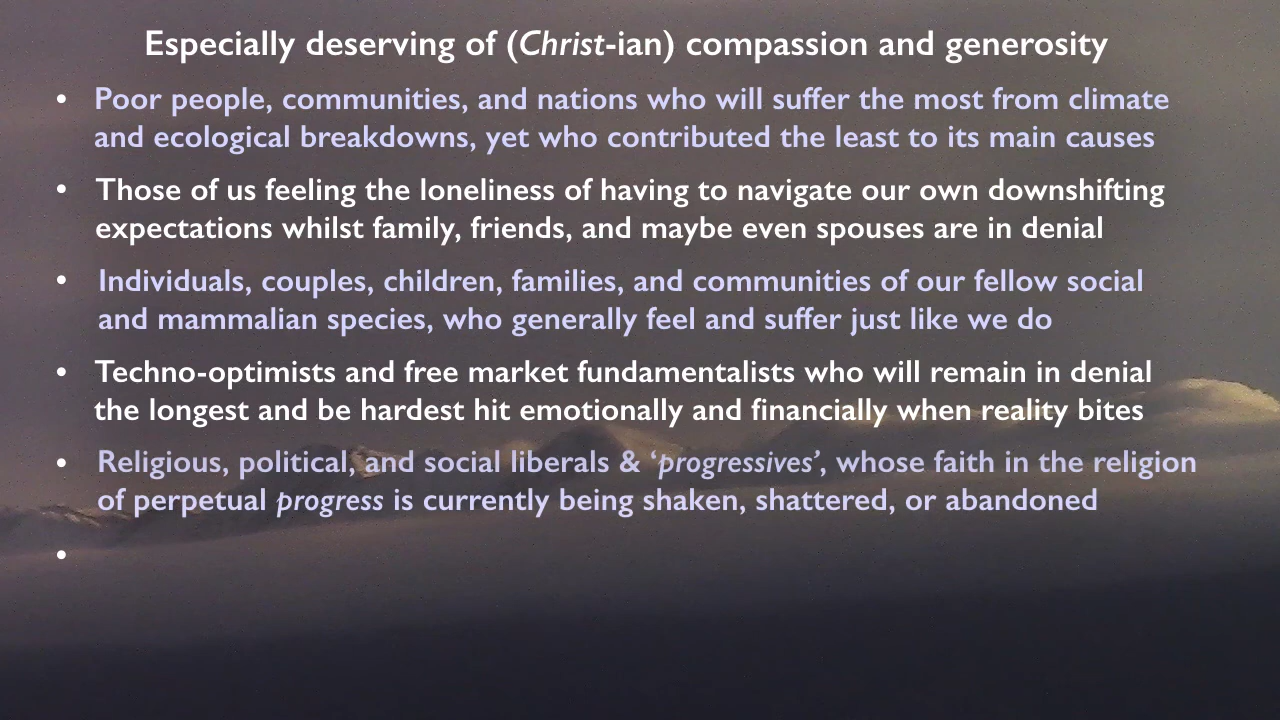 Especially deserving of (Christ-ian) compassion and generosity
• Poor people, communities, and nations who will suffer the most from climate
and ecological breakdowns, yet who contributed the least to its main causes
• Those of us feeling the loneliness of having to navigate our own downshifting
expectations whilst family, friends, and maybe even spouses are in denial
• Individuals, couples, children, families, and communities of our fellow social
and mammalian species, who generally feel and suffer just like we do
• Techno-optimists and free market fundamentalists who will remain in denial
the longest and be hardest hit emotionally and financially when reality bites
• Religious, political, and social liberals & ‘progressives’, whose faith in the religion
of perpetual progress is currently being shaken, shattered, or abandoned
•